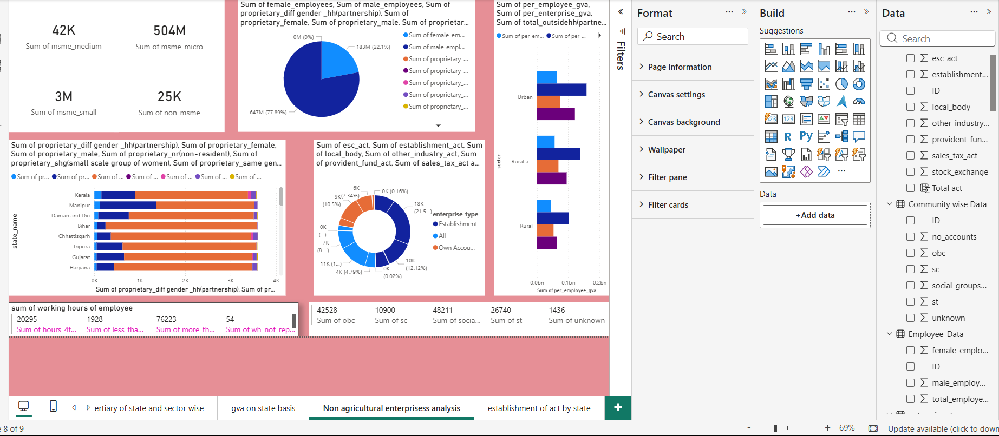 42K
Sum of msme_medium
504M
Sum of msme_micro
3M
Sum of msme_small
25K
Sum of non_msme
Sum of female_employees, Sum of male_employees, Sum of
proprietary_diff gender _hh(partnership), Sum of
proprietary_female, Sum of proprietary_male, Sum of proprietar...
0M (0%)
183M (22.1%)
647M (77.89%)
Sum of female_em...
Sum of male_empl...
Sum of proprietary_...
Sum of proprietary_...
Sum of proprietary_...
Sum of proprietary_...
Sum of proprietary_...
Sum of per_employee_gva,
Sum of per_enterprise_gva,
Sum of total_outsidehh(partne...
Sum of per_em... Sum of per_...
sector
Urban
Rural a...
Rural
0.0bn 0.1bn 0.2bn
Sum of per_employee_gva...
Sum of proprietary_diff gender _hh(partnership), Sum of proprietary_female,
Sum of proprietary_male, Sum of proprietary_nr(non-resident), Sum of
proprietary_shg(small scale group of women), Sum of proprietary_same gen...
Sum of pr... Sum of pr... Sum of ... Sum of ... Sum of ... Sum of ... Sum of ...
state_name
Kerala
Manipur
Daman and Diu
Bihar
Chhattisgarh
Tripura
Gujarat
Haryana
0K 1K 2K 3K 4K
Sum of proprietary_diff gender _hh(partnership), Sum of pr...
Sum of esc_act, Sum of establishment_act, Sum
of local_body, Sum of other_industry_act, Sum
of provident_fund_act, Sum of sales_tax_act a...
0K (0.16%)
18K
(21.5...)
10K
(12.12%)
0K
(0.02%)
4K (4.79%)
11K (1...)
7K
(8....)
0K
(...)
9K
(10.5%)
6K
(7.34%)
enterprise_type
Establishment
All
Own Accou...
sum of working hours of employee
20295 1928 76223 54
Sum of hours_4t... Sum of less_tha... Sum of more_th... Sum of wh_not_rep...
42528 10900 48211 26740 1436
Sum of obc Sum of sc Sum of socia... Sum of st Sum of unknown
ertiary of state and sector wise
gva on state basis
Non agricultural enterprisess analysis
establishment of act by state
+
8 of 9
Filters
Format
Search
Page information
Canvas settings
Canvas background
Wallpaper
Filter pane
Filter cards
Build
Suggestions
123
123
R
Py
Data
+Add data
Data
Search
esc_act
establishment...
ID
local_body
other_industry...
provident_fun...
sales_tax_act
stock_exchange
Total act
Community wise Data
ID
no_accounts
obc
sc
social_groups...
st
unknown
Employee_Data
female_emplo...
ID
male_employ...
total_employe...
- + 69%
Update available (click to down